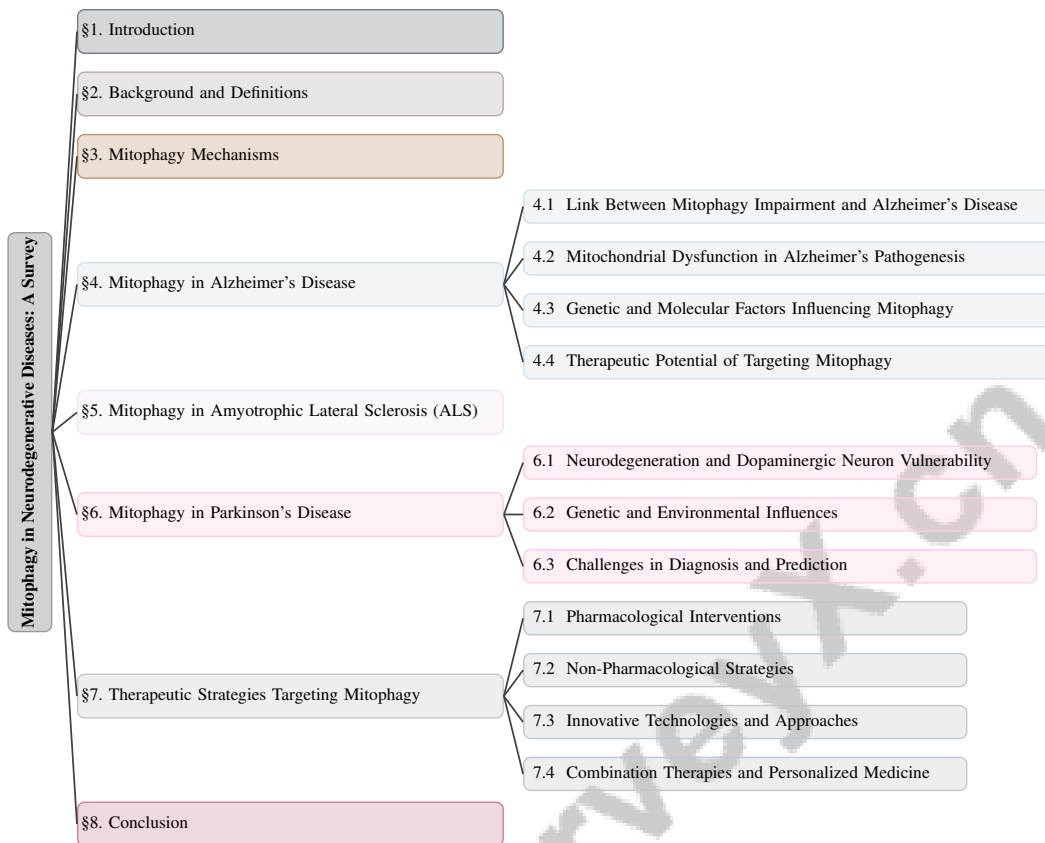 Mitophagy in Neurodegenerative Diseases: A Survey
§1. Introduction
§2. Background and Definitions
§3. Mitophagy Mechanisms
§4. Mitophagy in Alzheimer's Disease
4.1 Link Between Mitophagy Impairment and Alzheimer's Disease
4.2 Mitochondrial Dysfunction in Alzheimer's Pathogenesis
4.3 Genetic and Molecular Factors Influencing Mitophagy
4.4 Therapeutic Potential of Targeting Mitophagy
§5. Mitophagy in Amyotrophic Lateral Sclerosis (ALS)
§6. Mitophagy in Parkinson's Disease
6.1 Neurodegeneration and Dopaminergic Neuron Vulnerability
6.2 Genetic and Environmental Influences
6.3 Challenges in Diagnosis and Prediction
§7. Therapeutic Strategies Targeting Mitophagy
7.1 Pharmacological Interventions
7.2 Non-Pharmacological Strategies
7.3 Innovative Technologies and Approaches
7.4 Combination Therapies and Personalized Medicine
§8. Conclusion
rveyx.cn